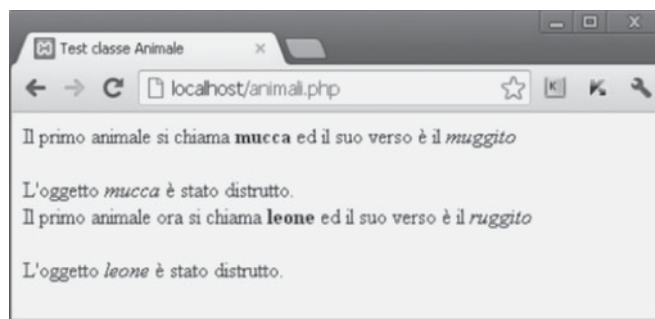 Test classe Animale
localhost/animali.php
Il primo animale si chiama mucca ed il suo verso è il muggito
L'oggetto mucca è stato distrutto.
Il primo animale ora si chiama leone ed il suo verso è il ruggito
L'oggetto leone è stato distrutto.